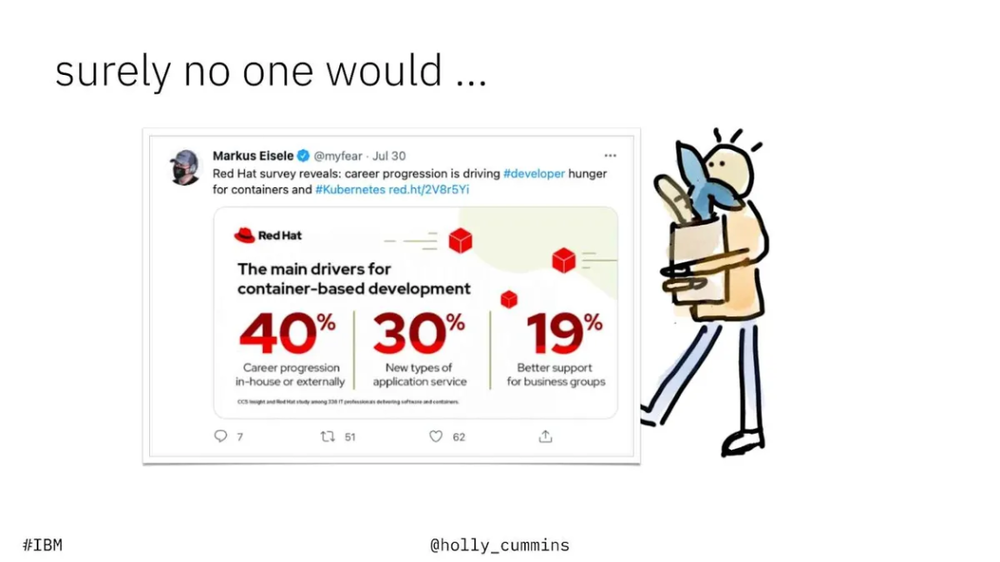 surely no one would ...
Markus Eisele @myfear · Jul 30
Red Hat survey reveals: career progression is driving #developer hunger
for containers and #Kubernetes red.ht/2V8r5Yi
Red Hat
The main drivers for
container-based development
40%
Career progression
in-house or externally
30%
New types of
application service
19%
Better support
for business groups
CCS Insight and Red Hat study among 336 IT professionals delivering software and containers.
7 51 62
#IBM
@holly_cummins